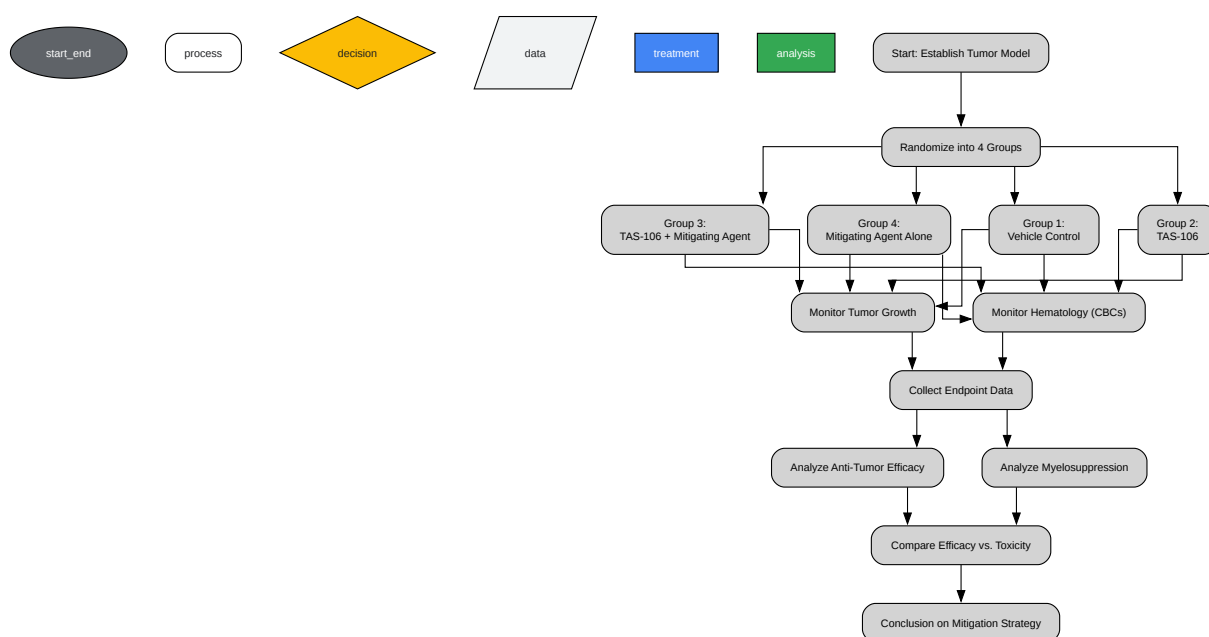 start_end
process
decision
data
treatment
analysis
Start: Establish Tumor Model
Randomize into 4 Groups
Group 3:
TAS-106 + Mitigating Agent
Group 4:
Mitigating Agent Alone
Group 1:
Vehicle Control
Group 2:
TAS-106
Monitor Tumor Growth
Monitor Hematology (CBCs)
Collect Endpoint Data
Analyze Anti-Tumor Efficacy
Analyze Myelosuppression
Compare Efficacy vs. Toxicity
Conclusion on Mitigation Strategy